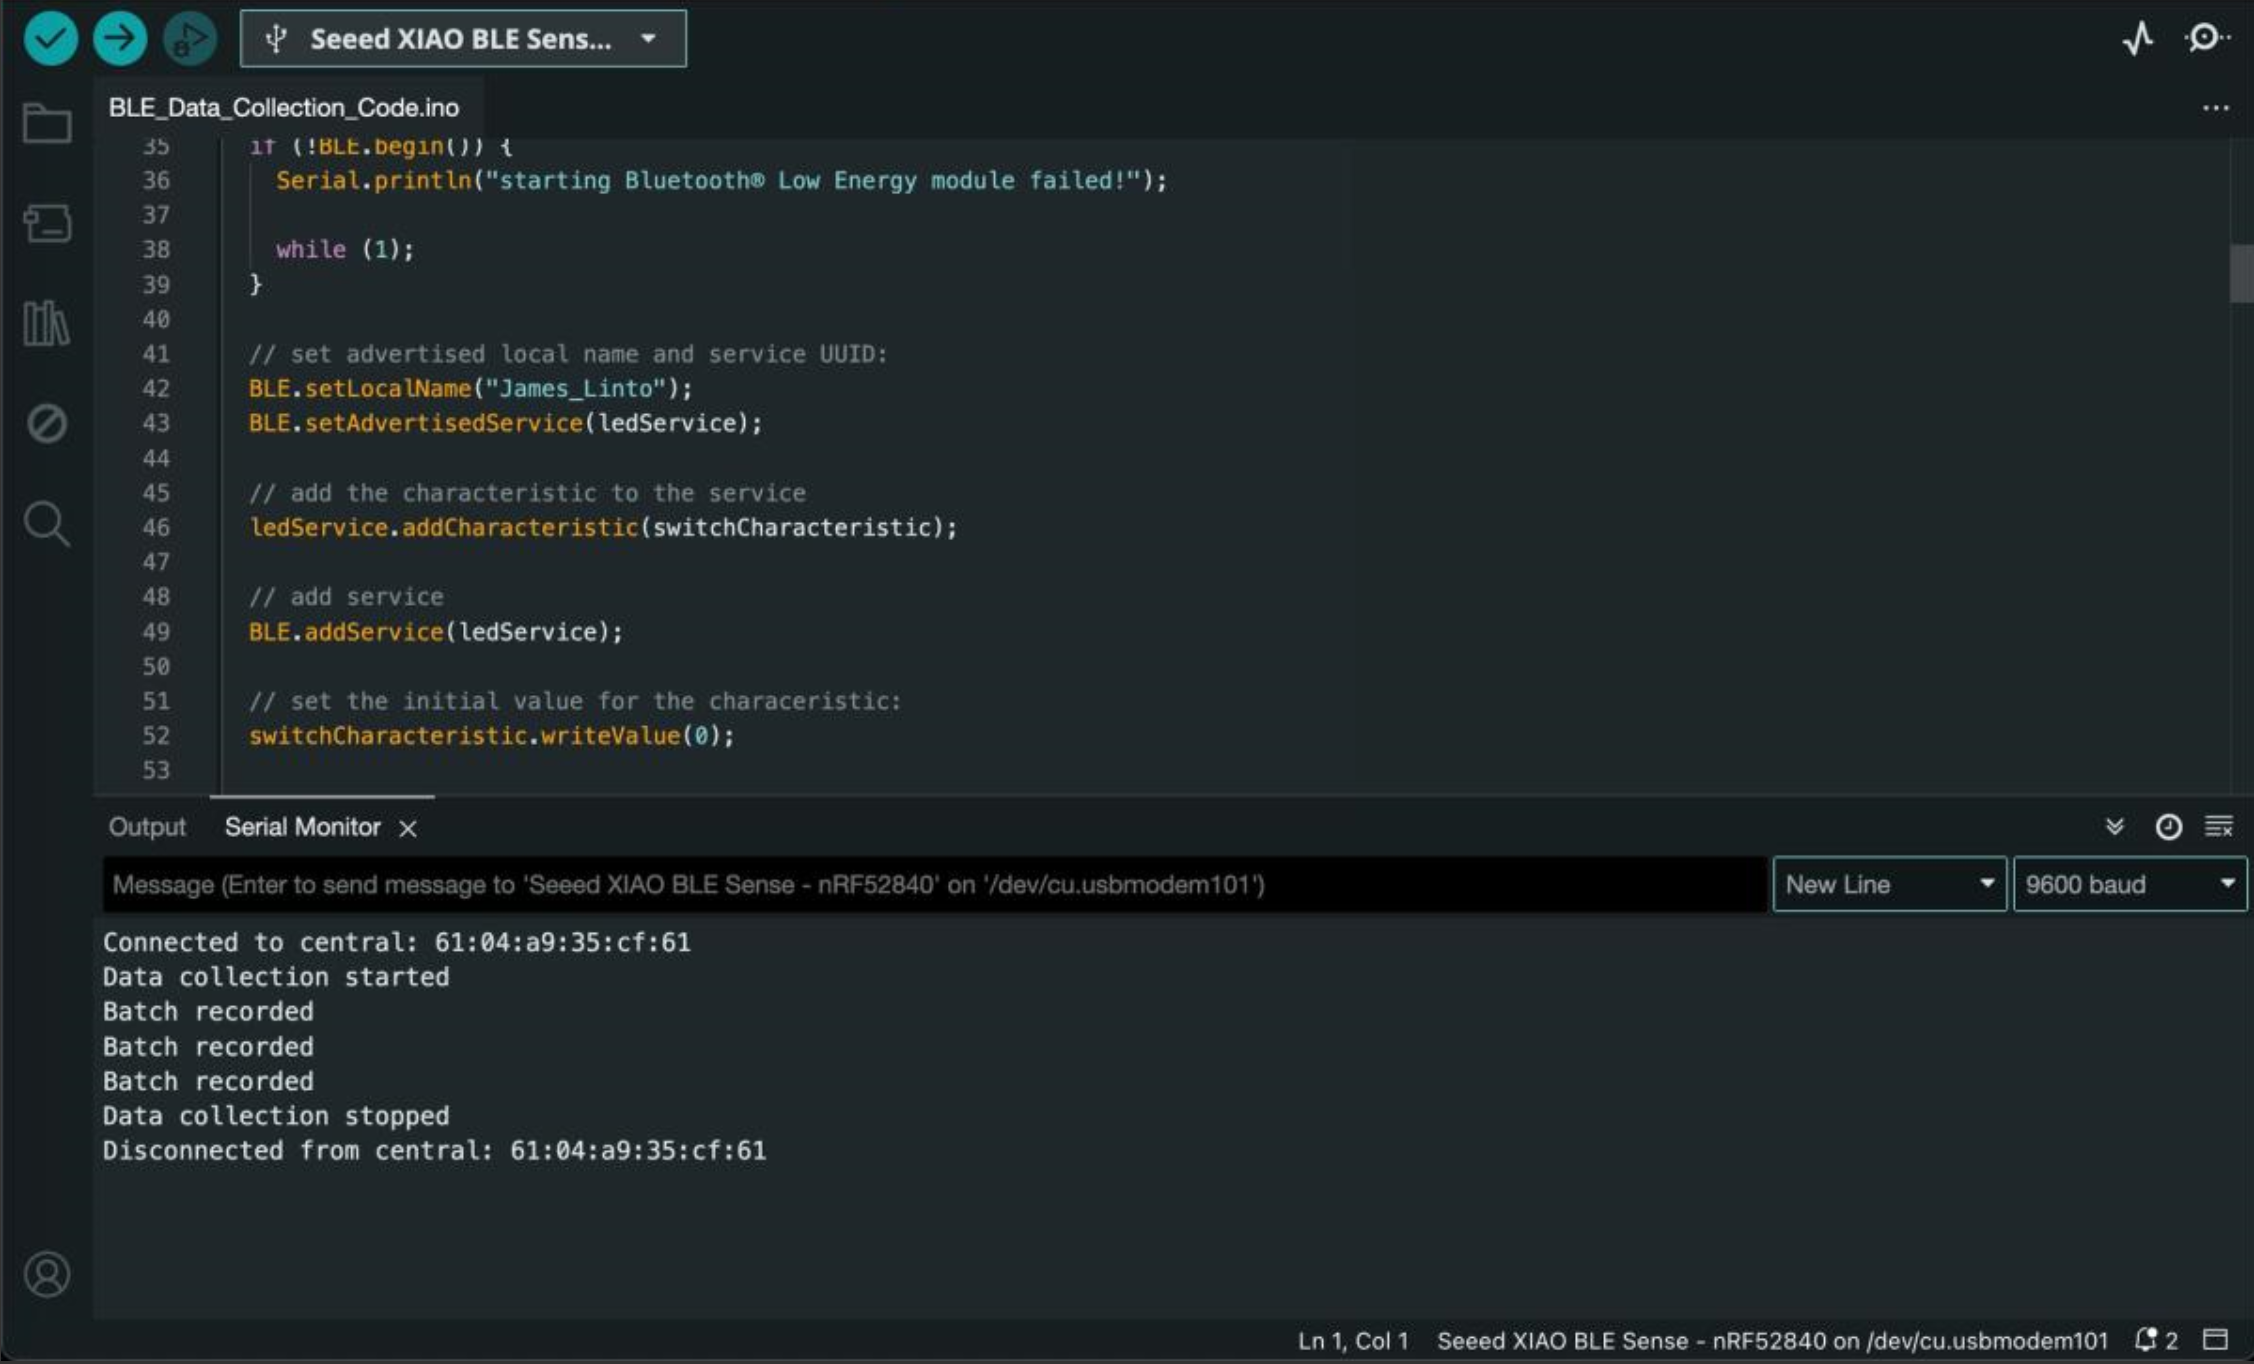 Seeed XIAO BLE Sens...
BLE_Data_Collection_Code.ino
35 if (!BLE.begin()) {
36 Serial.println("starting Bluetooth® Low Energy module failed!");
37
38 while (1);
39 }
40
41 // set advertised local name and service UUID:
42 BLE.setLocalName("James_Linto");
43 BLE.setAdvertisedService(ledService);
44
45 // add the characteristic to the service
46 ledService.addCharacteristic(switchCharacteristic);
47
48 // add service
49 BLE.addService(ledService);
50
51 // set the initial value for the characeristic:
52 switchCharacteristic.writeValue(0);
53
Output Serial Monitor
Message (Enter to send message to 'Seeed XIAO BLE Sense - nRF52840' on '/dev/cu.usbmodem101') New Line 9600 baud
Connected to central: 61:04:a9:35:cf:61
Data collection started
Batch recorded
Batch recorded
Batch recorded
Data collection stopped
Disconnected from central: 61:04:a9:35:cf:61
Ln 1, Col 1 Seeed XIAO BLE Sense - nRF52840 on /dev/cu.usbmodem101 2